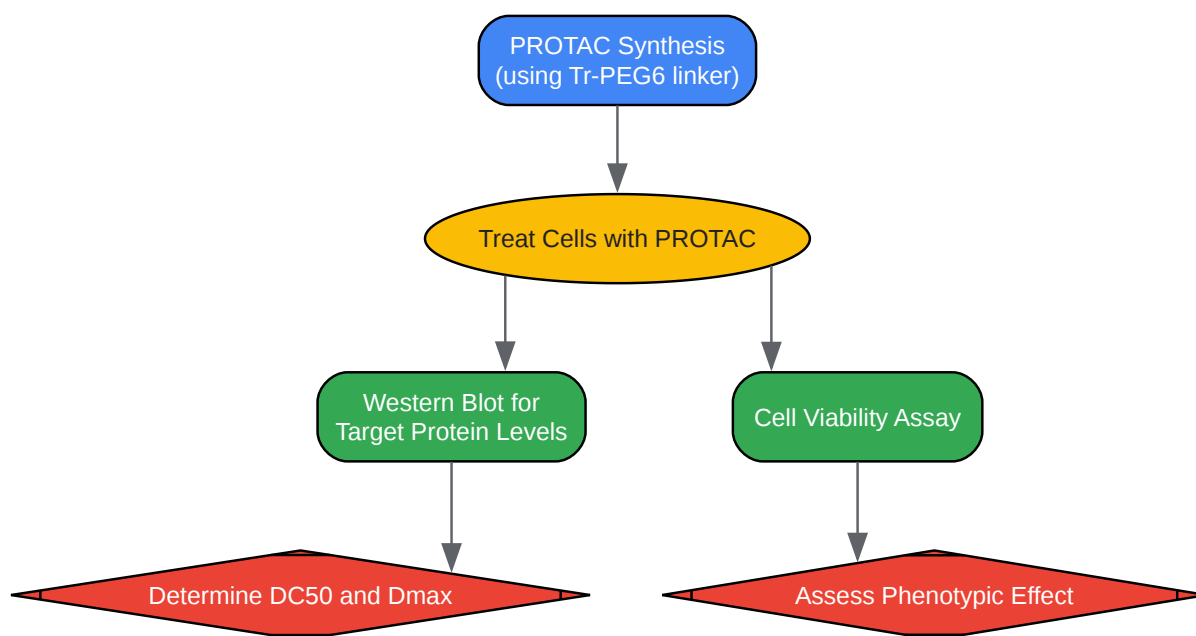 PROTAC Synthesis
(using Tr-PEG6 linker)
Treat Cells with PROTAC
Western Blot for
Target Protein Levels
Cell Viability Assay
Determine DC50 and Dmax
Assess Phenotypic Effect